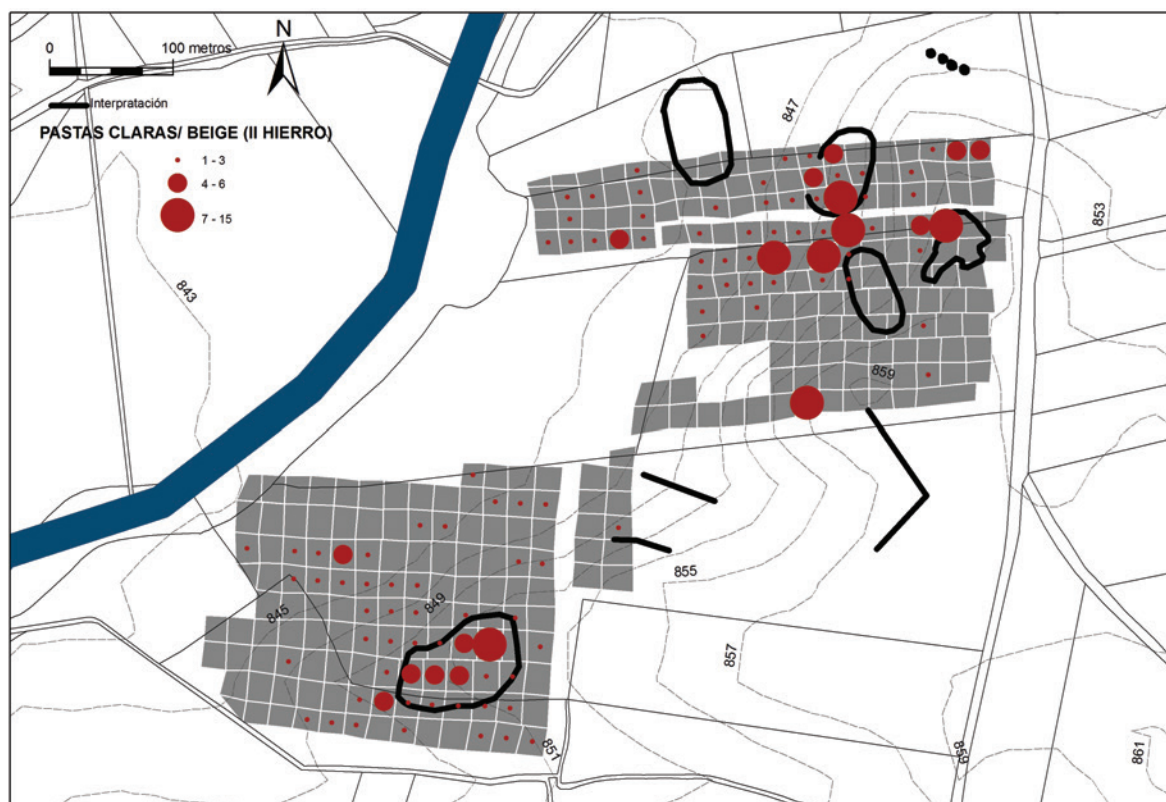 N
0 100 metros
Interpratación
PASTAS CLARAS/ BEIGE (II HIERRO)
1 - 3
4 - 6
7 - 15
847
853
843
859
849
845
855
857
851
859
861